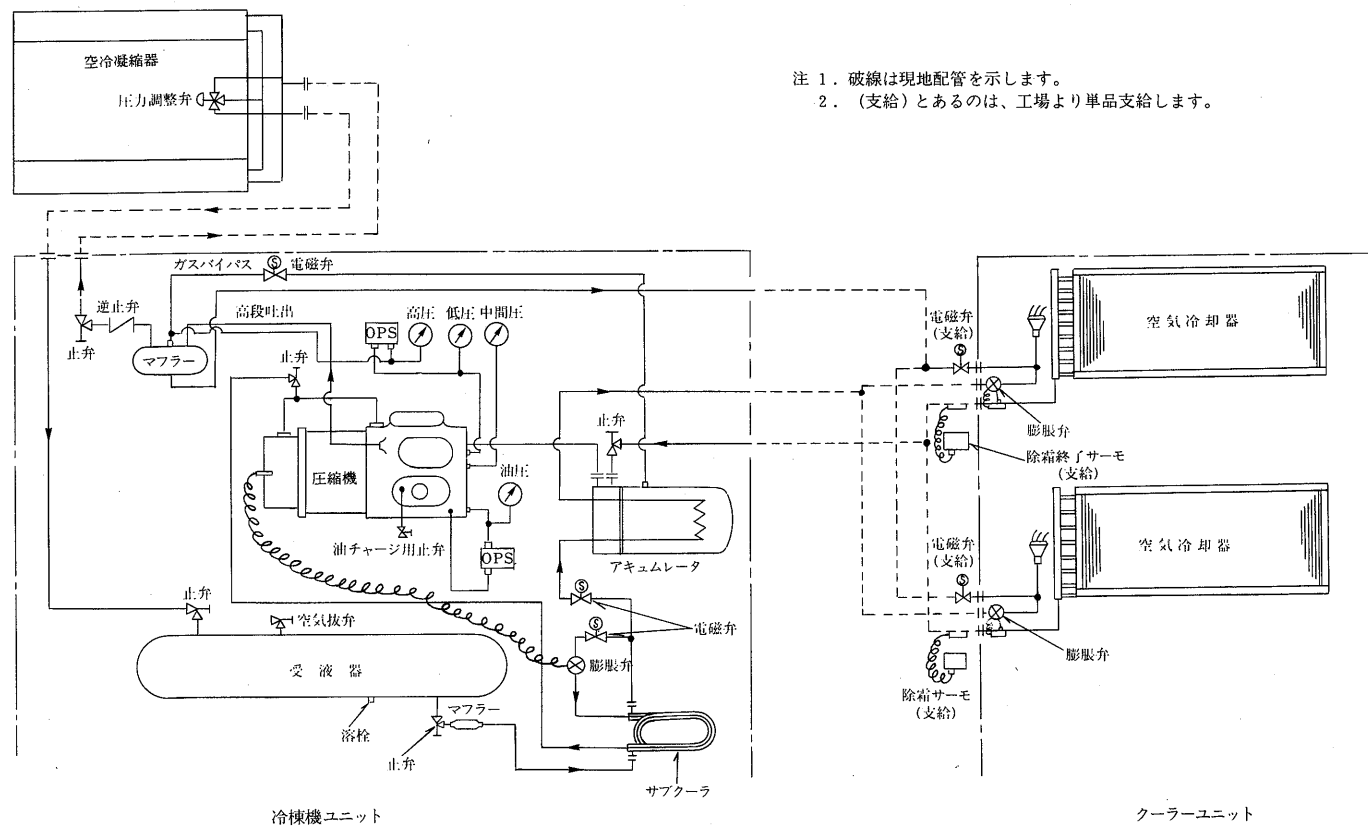 空冷凝縮器
圧力調整弁
注 1. 破線は現地配管を示します。
2. (支給)とあるのは、工場より単品支給します。
ガスバイパス
Ⓢ 電磁弁
逆止弁
高段吐出
高圧 低圧 中間圧
OPS
止弁
マフラー
止弁
圧縮機
油圧
油チャージ用止弁
OPS
止弁
アキュムレータ
Ⓢ
電磁弁
Ⓢ
膨脹弁
止弁
空気抜弁
受液器
溶栓
マフラー
止弁
サブクーラ
冷棟機ユニット
電磁弁
(支給)
Ⓢ
空気冷却器
膨脹弁
除霜終了サーモ
(支給)
電磁弁
(支給)
Ⓢ
空気冷却器
膨脹弁
除霜サーモ
(支給)
クーラーユニット